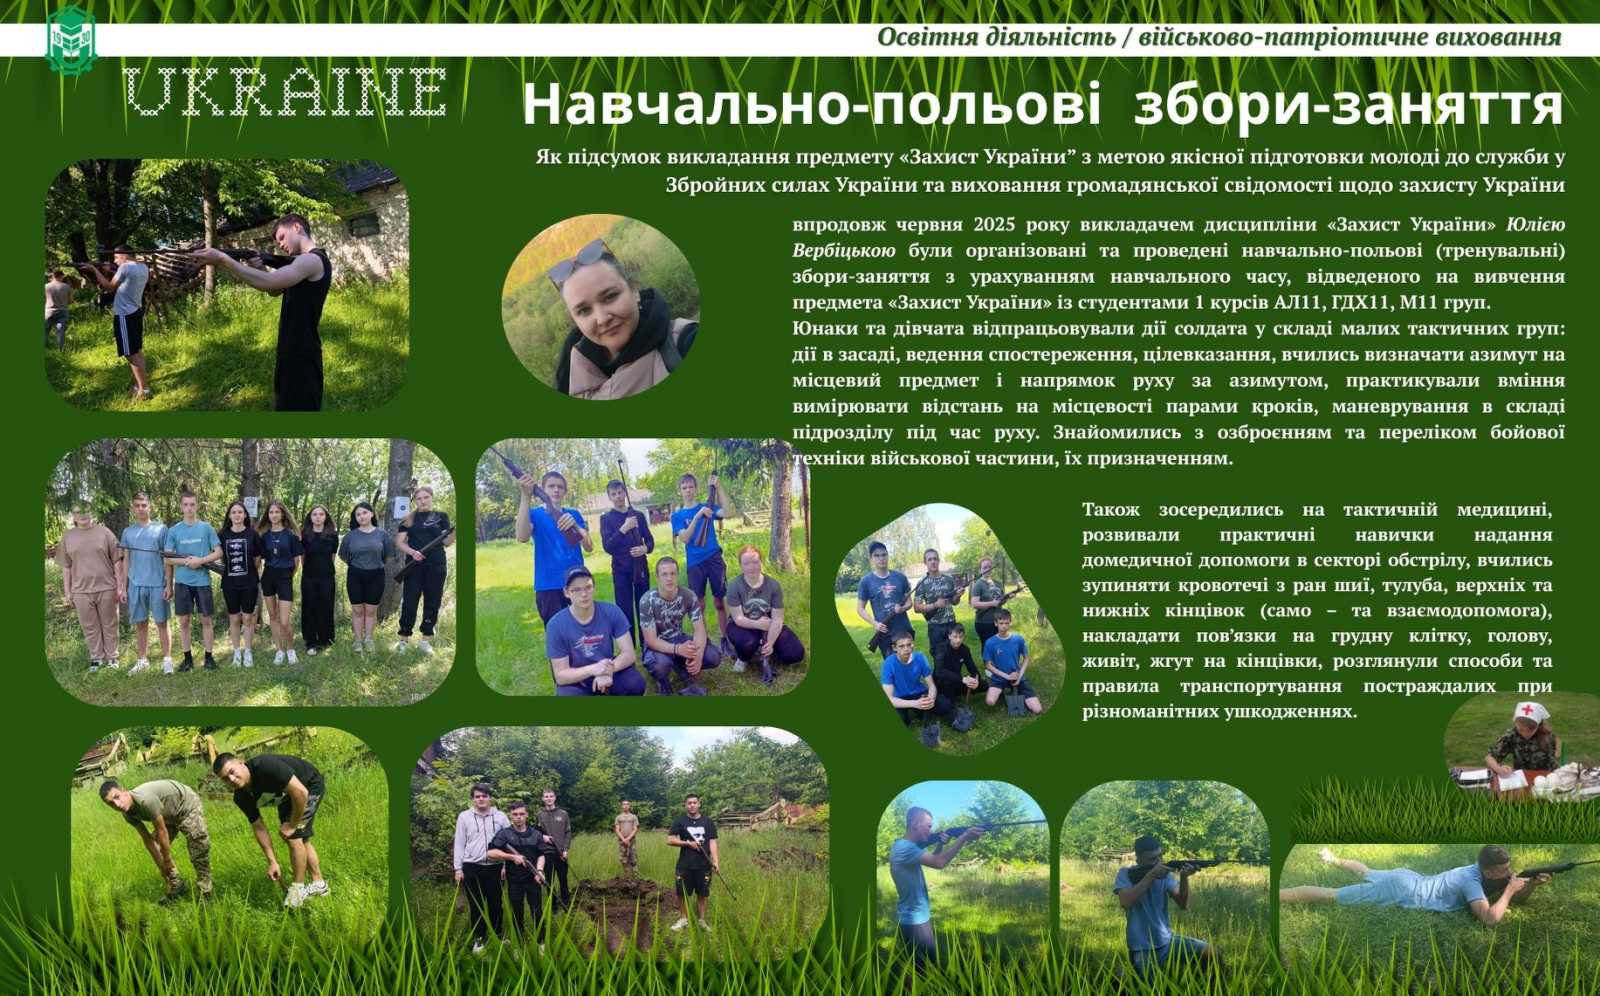 1930
Освітня діяльність / військово-патріотичне виховання
UKRAINE
Навчально-польові збори-заняття
Як підсумок викладання предмету «Захист України” з метою якісної підготовки молоді до служби у
Збройних силах України та виховання громадянської свідомості щодо захисту України
впродовж червня 2025 року викладачем дисципліни «Захист України» Юлією
Вербіцькою були організовані та проведені навчально-польові (тренувальні)
збори-заняття з урахуванням навчального часу, відведеного на вивчення
предмета «Захист України» із студентами 1 курсів АЛ11, ГДХ11, М11 груп.
Юнаки та дівчата відпрацьовували дії солдата у складі малих тактичних груп:
дії в засаді, ведення спостереження, цілевказання, вчились визначати азимут на
місцевий предмет і напрямок руху за азимутом, практикували вміння
вимірювати відстань на місцевості парами кроків, маневрування в складі
підрозділу під час руху. Знайомились з озброєнням та переліком бойової
техніки військової частини, їх призначенням.
Також зосередились на тактичній медицині,
розвивали практичні навички надання
домедичної допомоги в секторі обстрілу, вчились
зупиняти кровотечі з ран шиї, тулуба, верхніх та
нижніх кінцівок (само – та взаємодопомога),
накладати пов’язки на грудну клітку, голову,
живіт, жгут на кінцівки, розглянули способи та
правила транспортування постраждалих при
різноманітних ушкодженнях.